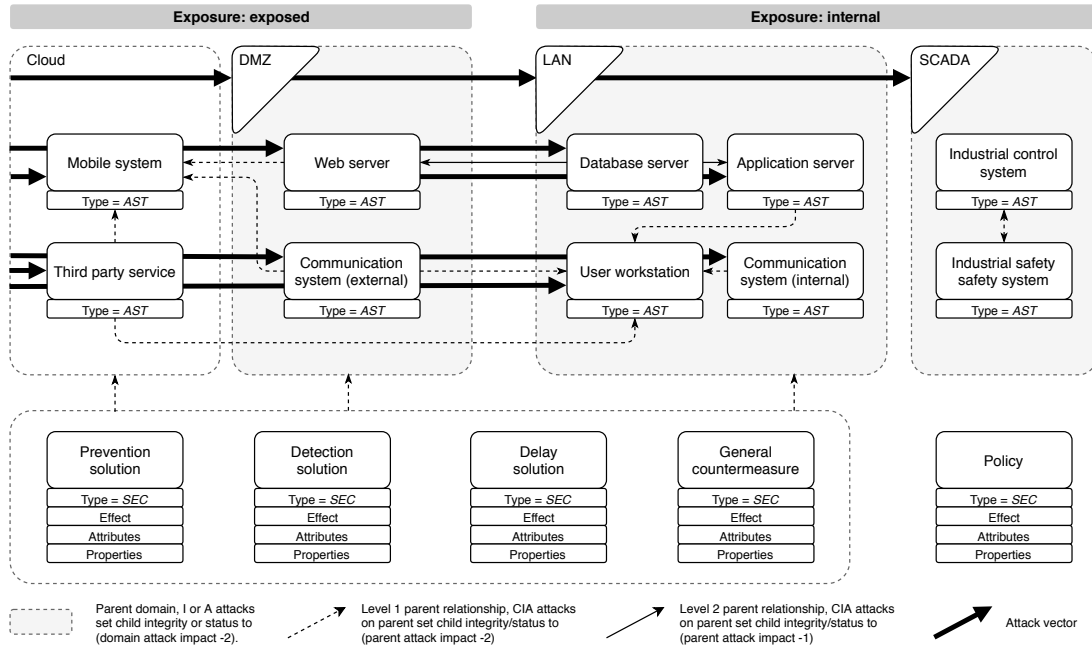 Exposure: exposed
Exposure: internal
Cloud
DMZ
LAN
SCADA
Mobile system
Type = AST
Web server
Type = AST
Database server
Type = AST
Application server
Type = AST
Industrial control
system
Type = AST
Third party service
Type = AST
Communication
system (external)
Type = AST
User workstation
Type = AST
Communication
system (internal)
Type = AST
Industrial safety
safety system
Type = AST
Prevention
solution
Type = SEC
Effect
Attributes
Properties
Detection
solution
Type = SEC
Effect
Attributes
Properties
Delay
solution
Type = SEC
Effect
Attributes
Properties
General
countermeasure
Type = SEC
Effect
Attributes
Properties
Policy
Type = SEC
Effect
Attributes
Properties
Parent domain, I or A attacks
set child integrity or status to
(domain attack impact -2).
Level 1 parent relationship, CIA attacks
on parent set child integrity/status to
(parent attack impact -2)
Level 2 parent relationship, CIA attacks
on parent set child integrity/status to
(parent attack impact -1)
Attack vector